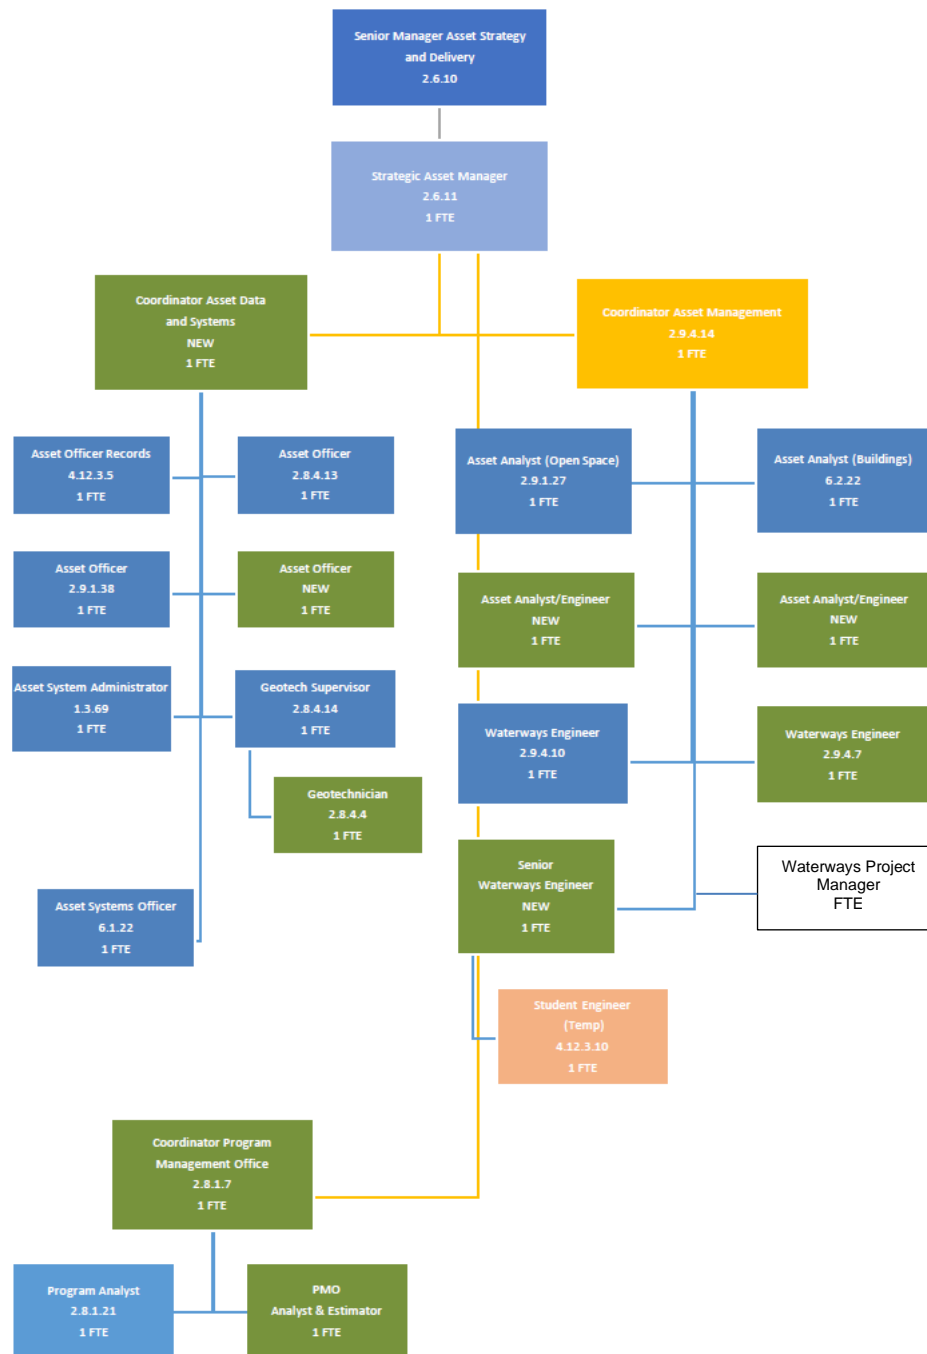 Senior Manager Asset Strategy
and Delivery
2.6.10
Strategic Asset Manager
2.6.11
1 FTE
Coordinator Asset Data
and Systems
NEW
1 FTE
Coordinator Asset Management
2.9.4.14
1 FTE
Asset Officer Records
4.12.3.5
1 FTE
Asset Officer
2.8.4.13
1 FTE
Asset Analyst (Open Space)
2.9.1.27
1 FTE
Asset Analyst (Buildings)
6.2.22
1 FTE
Asset Officer
2.9.1.38
1 FTE
Asset Officer
NEW
1 FTE
Asset Analyst/Engineer
NEW
1 FTE
Asset Analyst/Engineer
NEW
1 FTE
Asset System Administrator
1.3.69
1 FTE
Geotech Supervisor
2.8.4.14
1 FTE
Waterways Engineer
2.9.4.10
1 FTE
Waterways Engineer
2.9.4.7
1 FTE
Geotechnician
2.8.4.4
1 FTE
Senior
Waterways Engineer
NEW
1 FTE
Waterways Project
Manager
FTE
Asset Systems Officer
6.1.22
1 FTE
Student Engineer
(Temp)
4.12.3.10
1 FTE
Coordinator Program
Management Office
2.8.1.7
1 FTE
Program Analyst
2.8.1.21
1 FTE
PMO
Analyst & Estimator
1 FTE